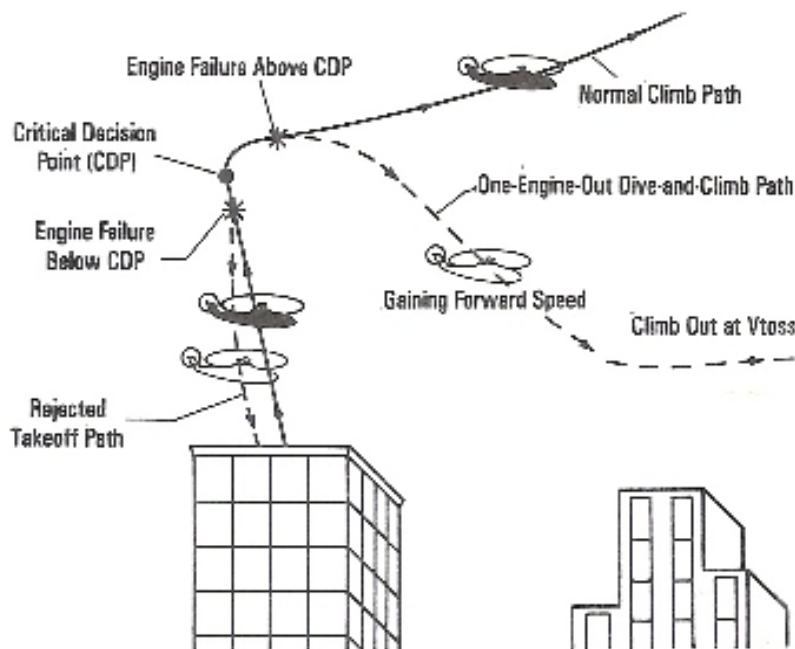 Engine Failure Above CDP
Normal Climb Path
Critical Decision
Point (CDP)
One-Engine-Out Dive-and-Climb Path
Engine Failure
Below CDP
Gaining Forward Speed
Climb Out at Vtoss
Rejected
Takeoff Path